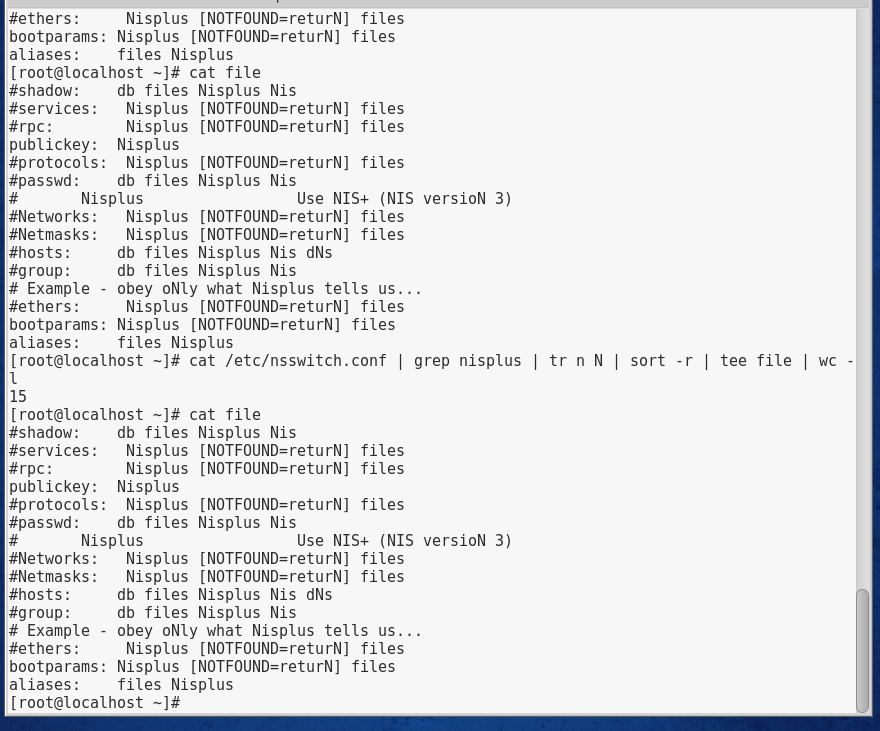 #ethers:     Nisplus [NOTFOUND=returN] files
bootparams: Nisplus [NOTFOUND=returN] files
aliases:    files Nisplus
[root@localhost ~]# cat file
#shadow:    db files Nisplus Nis
#services:   Nisplus [NOTFOUND=returN] files
#rpc:        Nisplus [NOTFOUND=returN] files
publickey:  Nisplus
#protocols:  Nisplus [NOTFOUND=returN] files
#passwd:    db files Nisplus Nis
#       Nisplus                 Use NIS+ (NIS versioN 3)
#Networks:   Nisplus [NOTFOUND=returN] files
#Netmasks:   Nisplus [NOTFOUND=returN] files
#hosts:     db files Nisplus Nis dNs
#group:     db files Nisplus Nis
# Example - obey oNly what Nisplus tells us...
#ethers:     Nisplus [NOTFOUND=returN] files
bootparams: Nisplus [NOTFOUND=returN] files
aliases:    files Nisplus
[root@localhost ~]# cat /etc/nsswitch.conf | grep nisplus | tr n N | sort -r | tee file | wc -
l
15
[root@localhost ~]# cat file
#shadow:    db files Nisplus Nis
#services:   Nisplus [NOTFOUND=returN] files
#rpc:        Nisplus [NOTFOUND=returN] files
publickey:  Nisplus
#protocols:  Nisplus [NOTFOUND=returN] files
#passwd:    db files Nisplus Nis
#       Nisplus                 Use NIS+ (NIS versioN 3)
#Networks:   Nisplus [NOTFOUND=returN] files
#Netmasks:   Nisplus [NOTFOUND=returN] files
#hosts:     db files Nisplus Nis dNs
#group:     db files Nisplus Nis
# Example - obey oNly what Nisplus tells us...
#ethers:     Nisplus [NOTFOUND=returN] files
bootparams: Nisplus [NOTFOUND=returN] files
aliases:    files Nisplus
[root@localhost ~]#